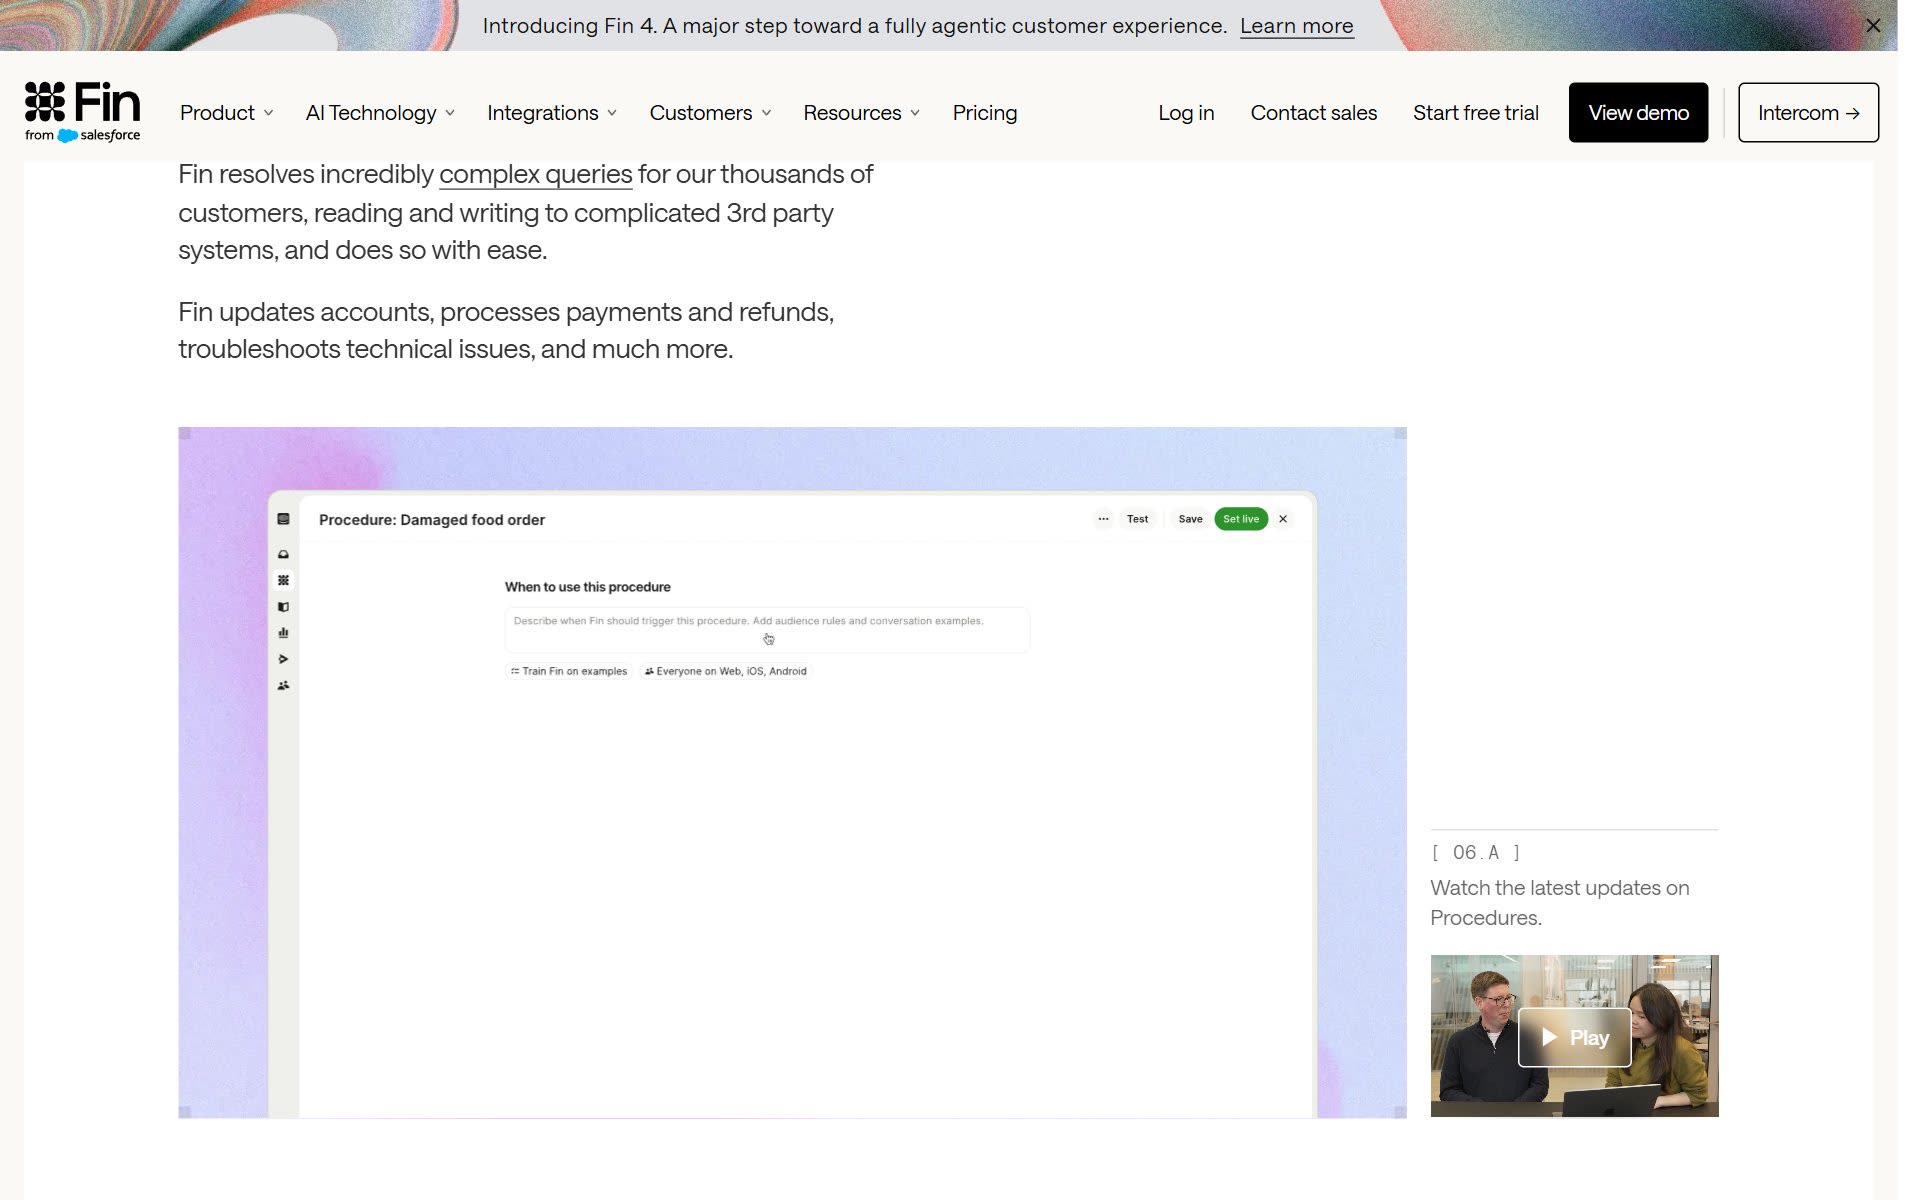 Introducing Fin 4. A major step toward a fully agentic customer experience. Learn more
Fin
from salesforce
Product
AI Technology
Integrations
Customers
Resources
Pricing
Log in
Contact sales
Start free trial
View demo
Intercom →
Fin resolves incredibly complex queries for our thousands of
customers, reading and writing to complicated 3rd party
systems, and does so with ease.
Fin updates accounts, processes payments and refunds,
troubleshoots technical issues, and much more.
Procedure: Damaged food order
Test
Save
Set live
When to use this procedure
Describe when Fin should trigger this procedure. Add audience rules and conversation examples.
Train Fin on examples
Everyone on Web, iOS, Android
[ 06.A ]
Watch the latest updates on
Procedures.
Play